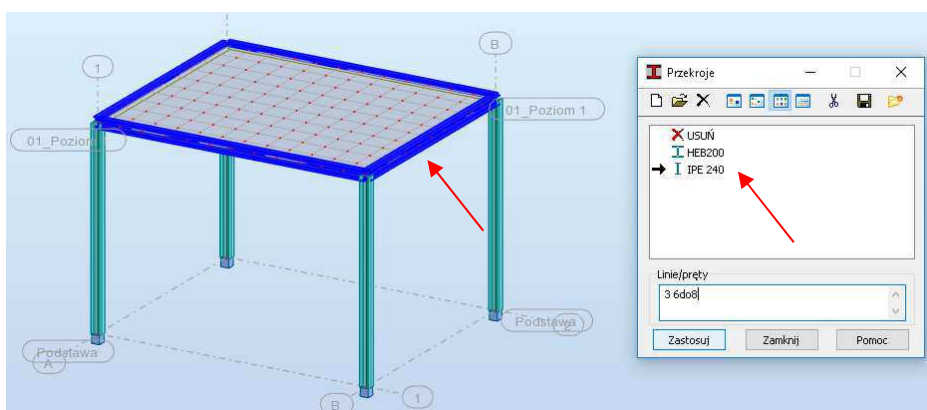 1
B
01_Poziom 1
01_Poziom
Podstawa
2
Podstawa
A
B
1
Przekroje
USUŃ
HEB200
IPE 240
Linie/pręty
3 6do8
Zastosuj
Zamknij
Pomoc